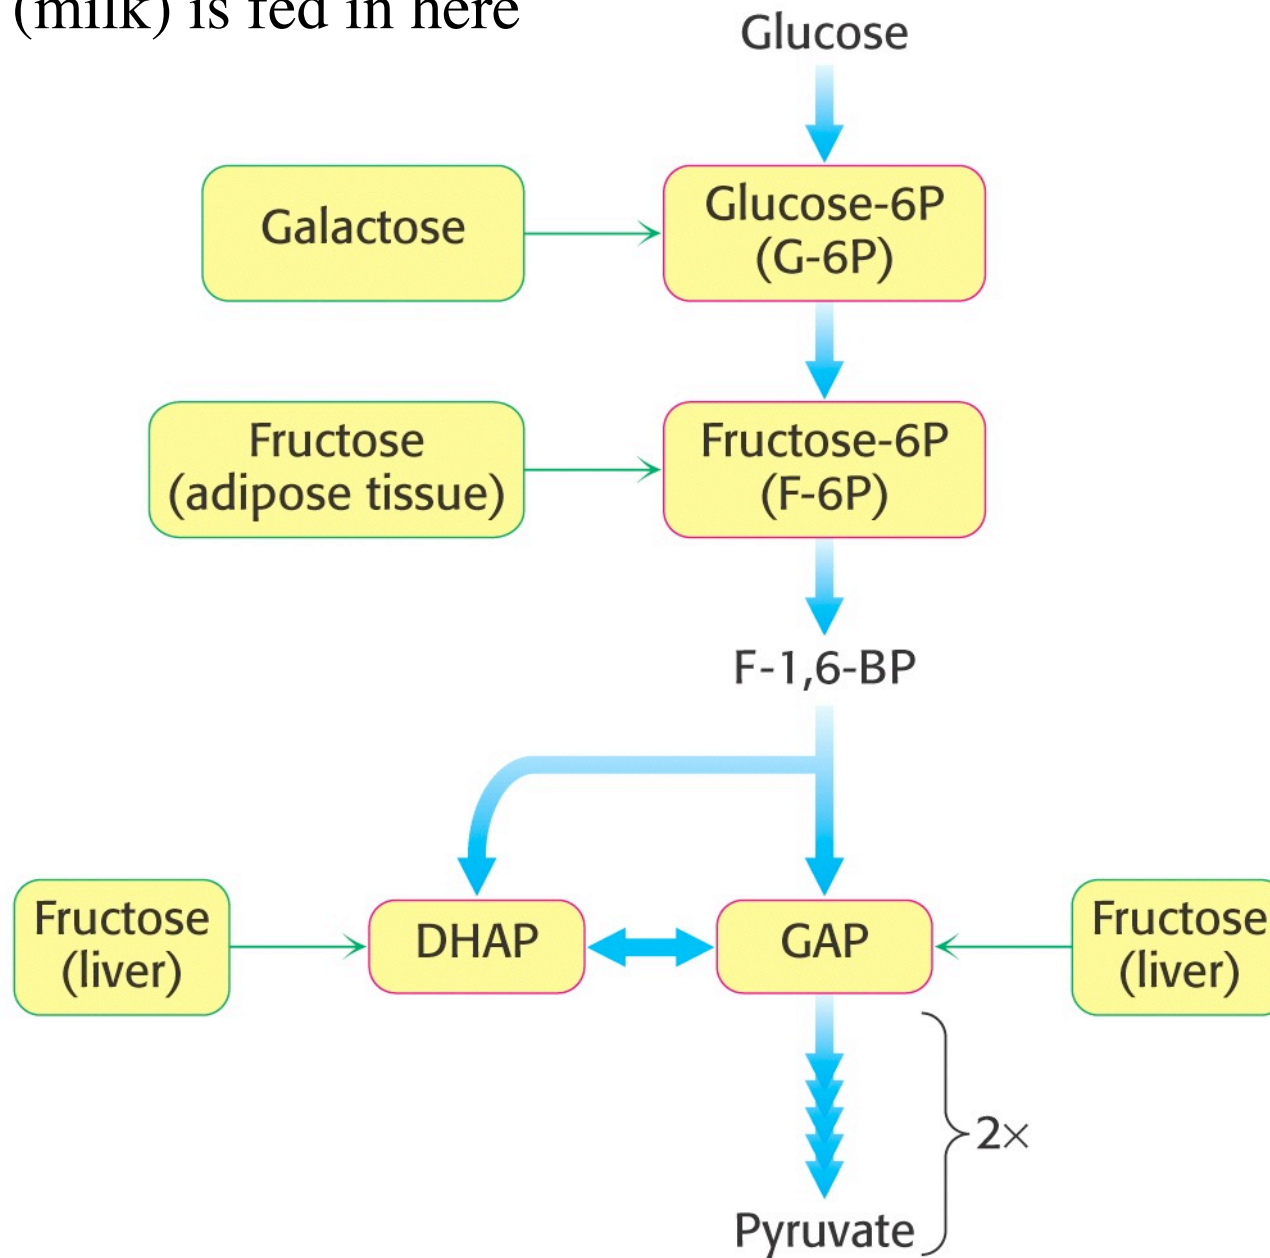 (milk) is fed in here
Glucose
Galactose
Glucose-6P
(G-6P)
Fructose
(adipose tissue)
Fructose-6P
(F-6P)
F-1,6-BP
Fructose
(liver)
DHAP
GAP
Fructose
(liver)
2×
Pyruvate